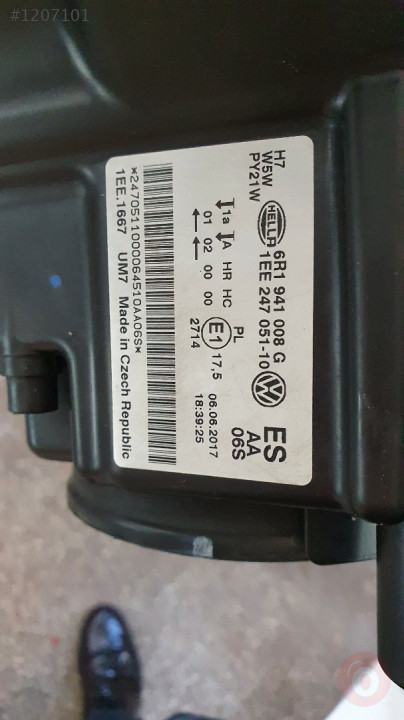 #1207101
H7
W5W
PY21W
HELLA
6R1 941 008 G
1EE 247 051-10
ES
AA
06S
1a A HR HC PL
01 02 00 00 E1 17,5
2714
06.06.2017
18:39:25
*24705110000064510AA06S*
1EE.1667 UM7 Made in Czech Republic